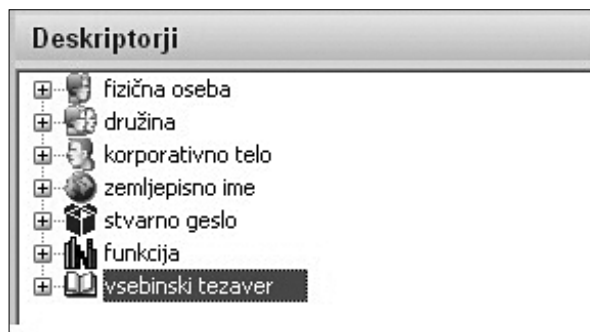 Deskriptorji
fizična oseba
družina
korporativno telo
zemljepisno ime
stvarno geslo
funkcija
vsebinski tezaver